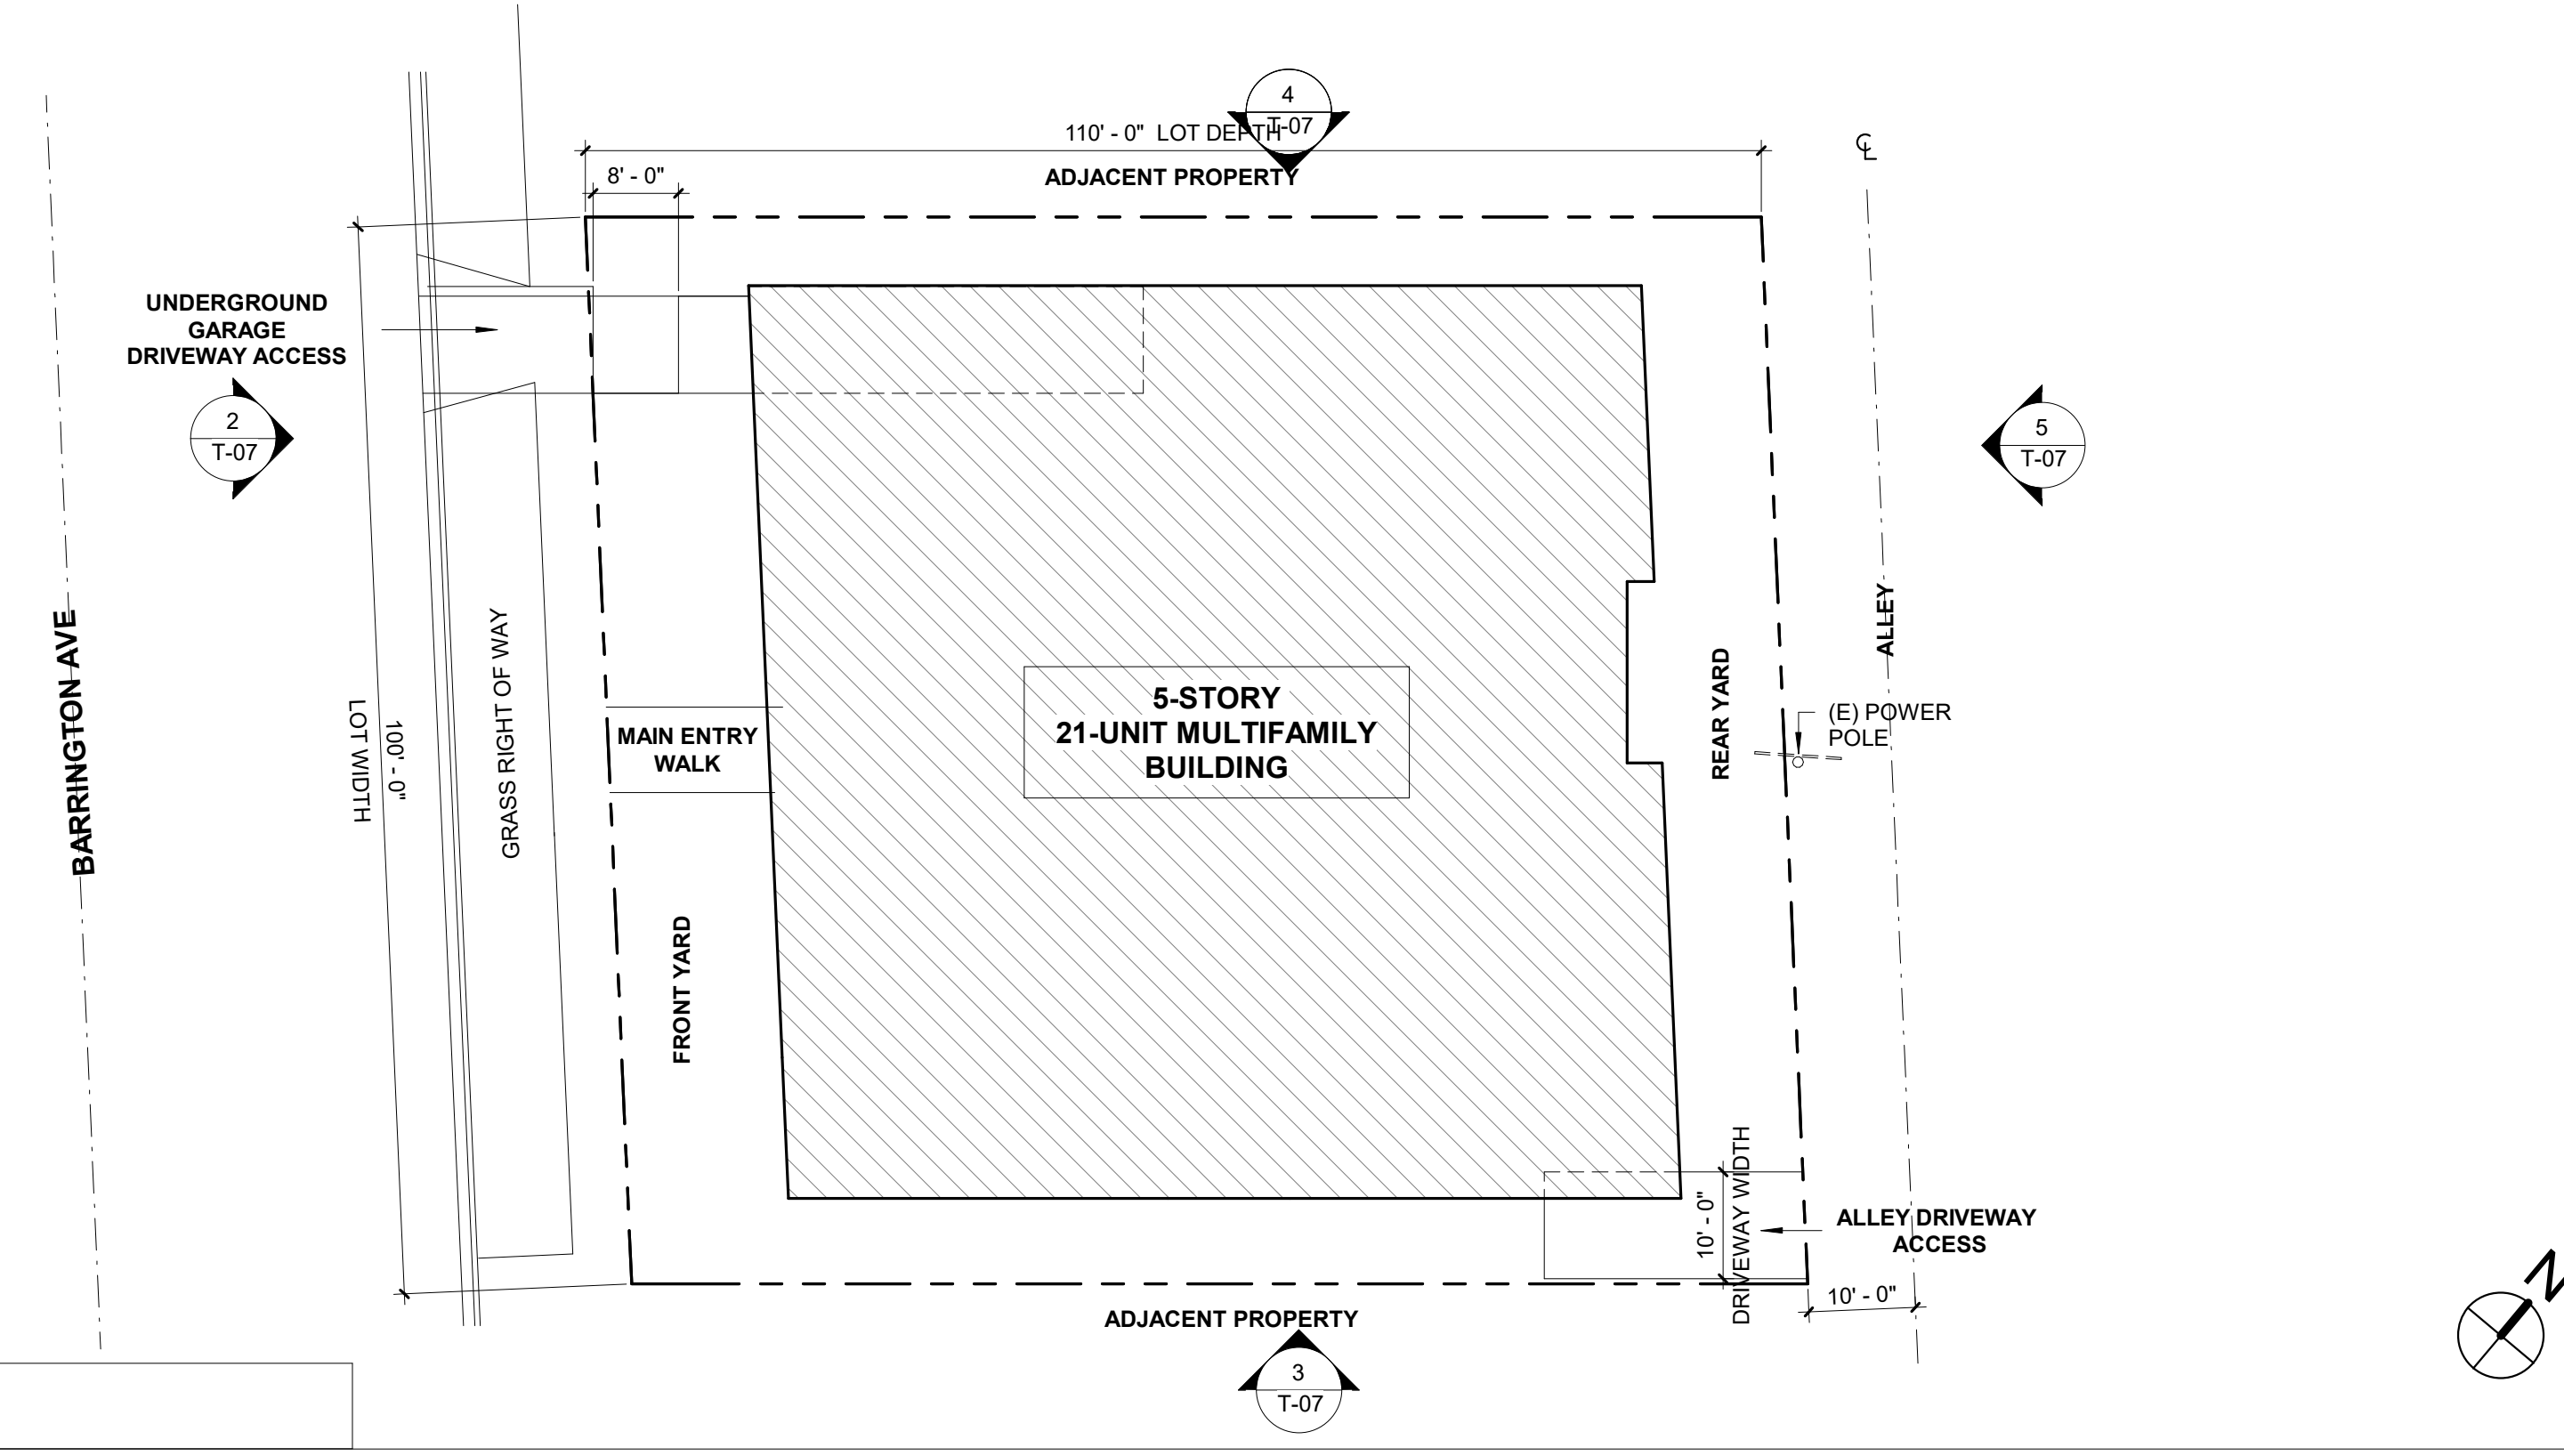 4
T-07
110' - 0" LOT DEPTH
ADJACENT PROPERTY
8' - 0"
℄
UNDERGROUND
GARAGE
DRIVEWAY ACCESS
2
T-07
5
T-07
BARRINGTON AVE
100' - 0"
LOT WIDTH
GRASS RIGHT OF WAY
MAIN ENTRY
WALK
5-STORY
21-UNIT MULTIFAMILY
BUILDING
REAR YARD
ALLEY
(E) POWER
POLE
FRONT YARD
10' - 0"
DRIVEWAY WIDTH
ALLEY DRIVEWAY
ACCESS
10' - 0"
ADJACENT PROPERTY
3
T-07
N